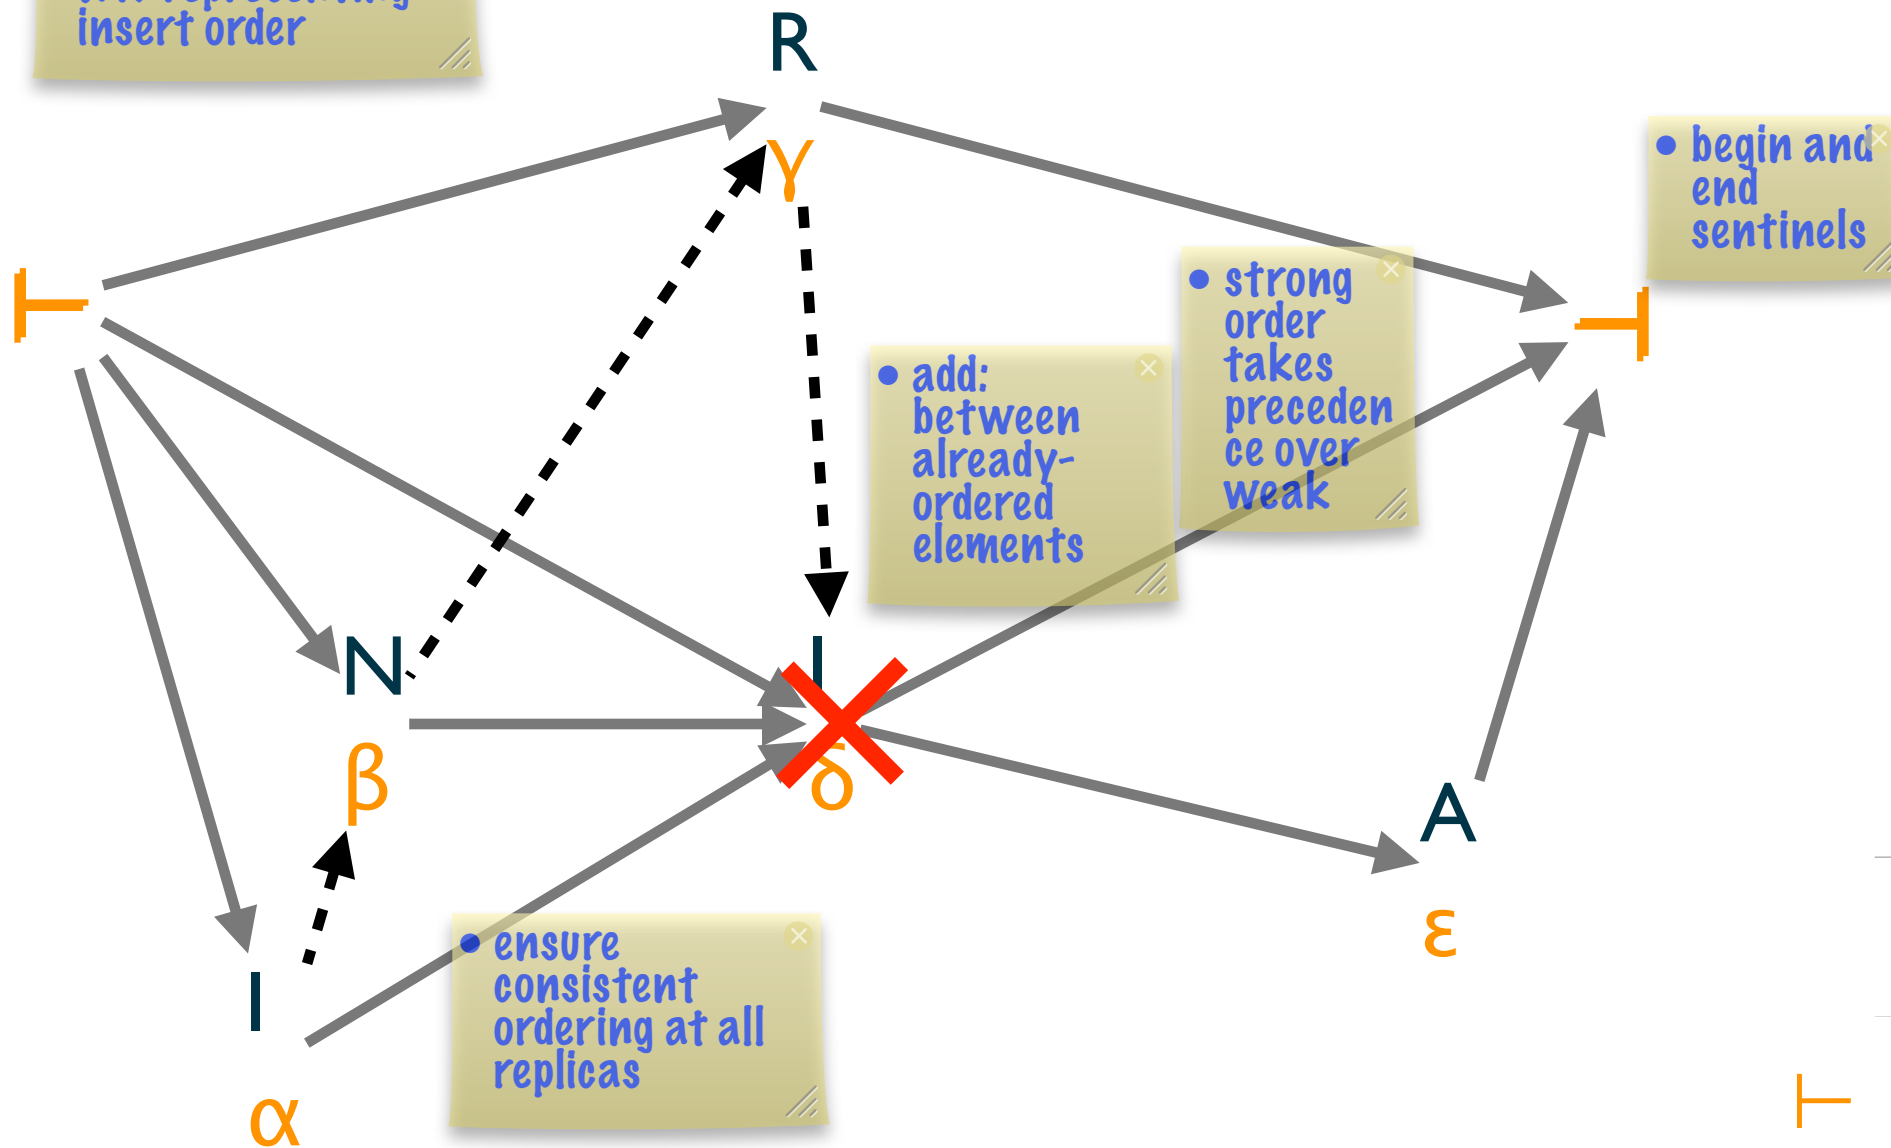 insert order
R
γ
• begin and
end
sentinels
⊢
⊣
• strong
order
takes
preceden
ce over
weak
• add:
between
already-
ordered
elements
N
β
I
δ
A
ε
I
α
• ensure
consistent
ordering at all
replicas
⊢